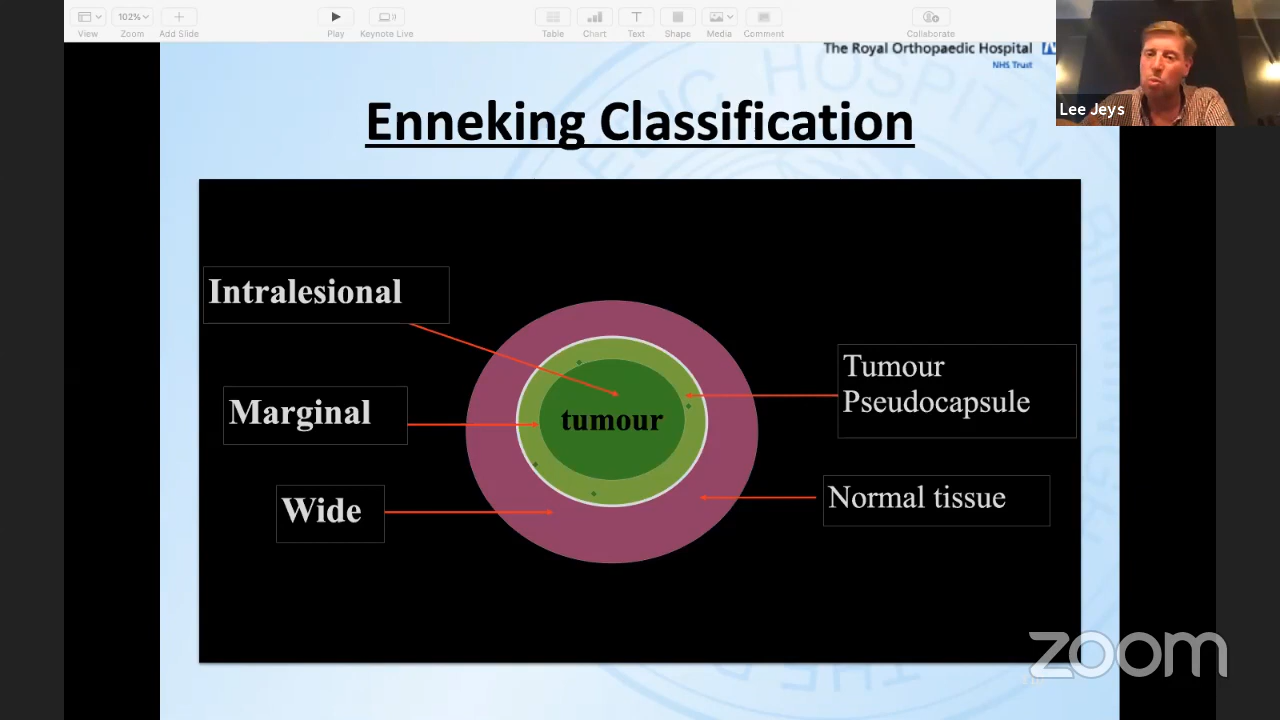 102%
View
Zoom
Add Slide
Play
Keynote Live
Table
Chart
Text
Shape
Media
Comment
Collaborate
The Royal Orthopaedic Hospital
NHS Trust
Lee Jeys
Enneking Classification
Intralesional
Marginal
Wide
tumour
Tumour
Pseudocapsule
Normal tissue
zoom